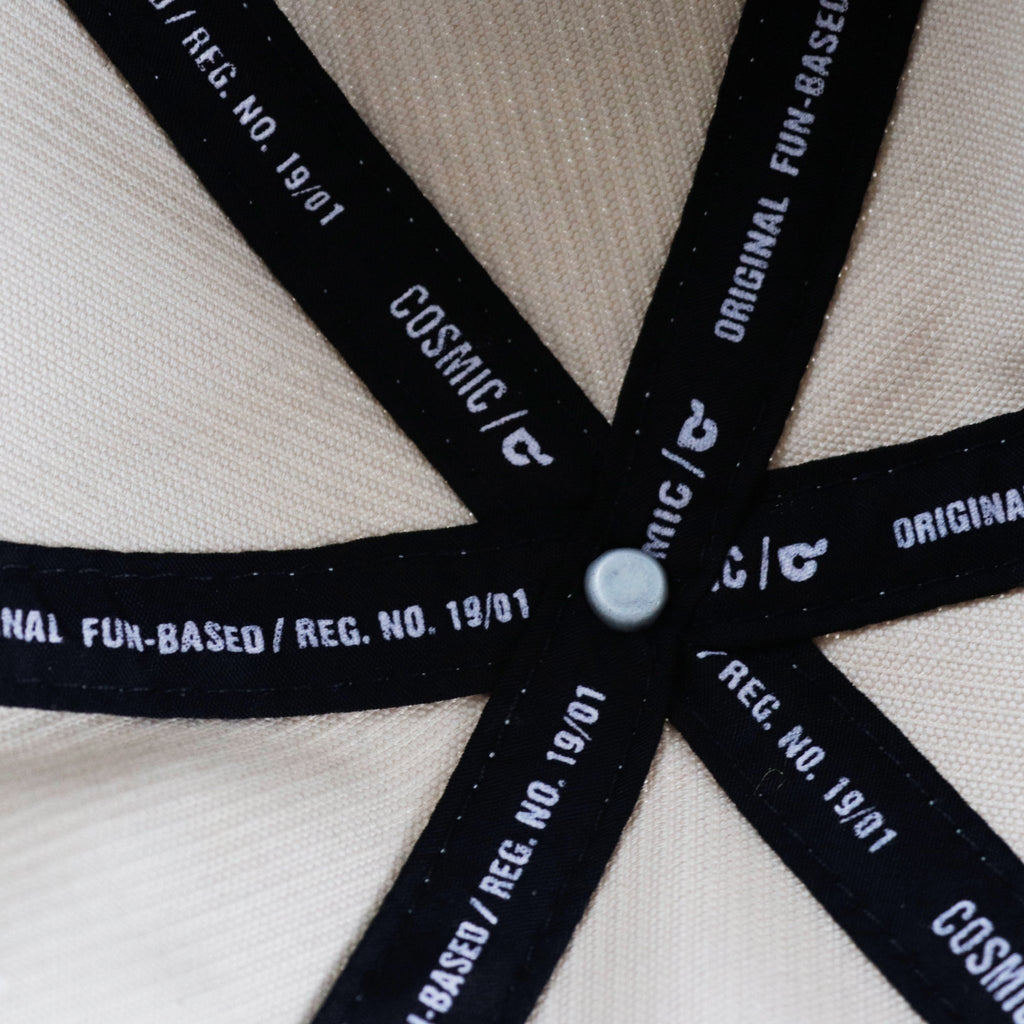 / REG. NO. 19/01
COSMIC /
ORIGINAL FUN-BASED
MIC /
C /
ORIGINA
NAL FUN-BASED / REG. NO. 19/01
-BASED / REG. NO. 19/01
/ REG. NO. 19/01
COSMIC